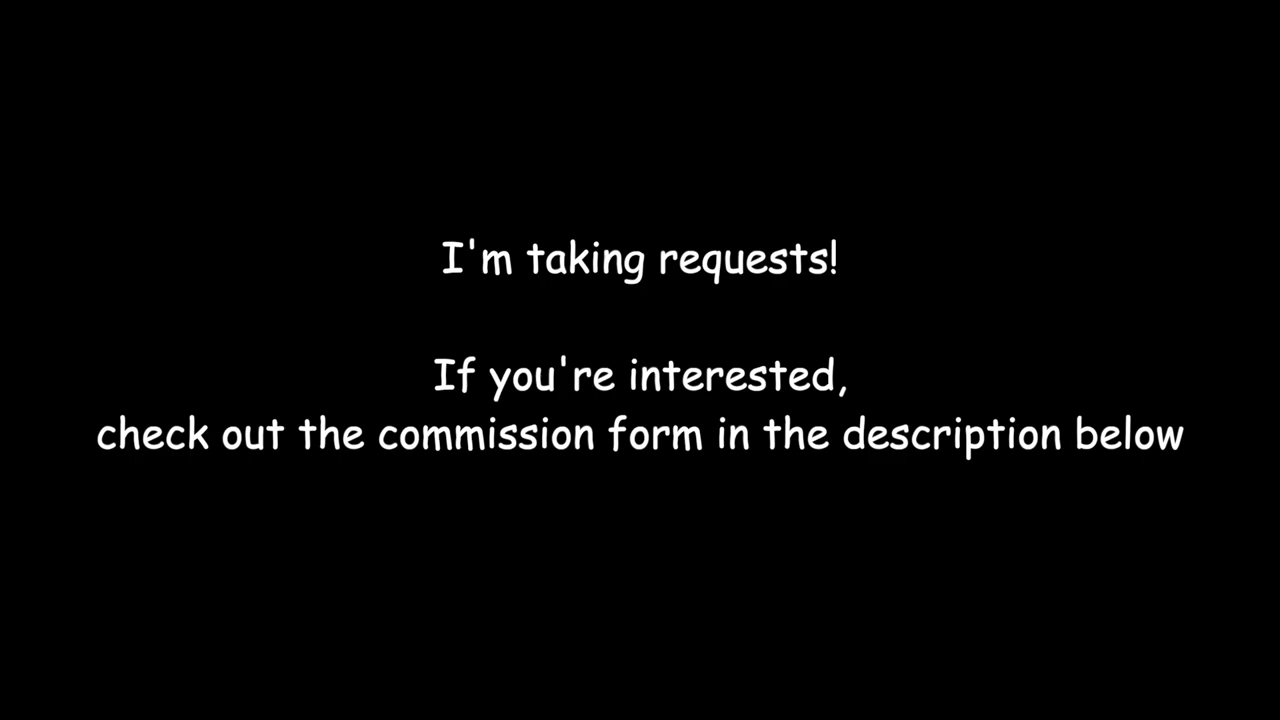 I'm taking requests!
If you're interested,
check out the commission form in the description below